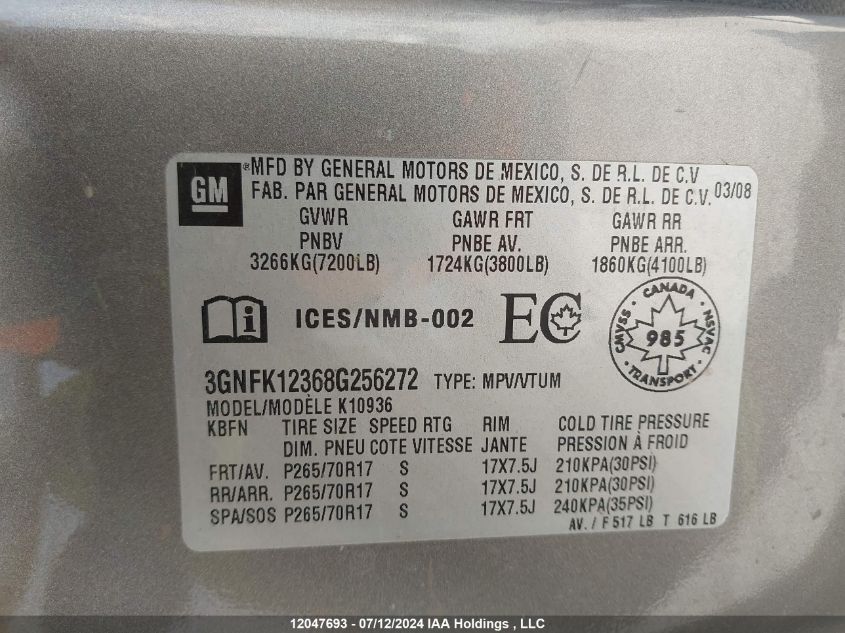 GM
®MFD BY GENERAL MOTORS DE MEXICO, S. DE R.L. DE C.V
FAB. PAR GENERAL MOTORS DE MEXICO, S. DE R.L. DE C.V. 03/08
GVWR GAWR FRT GAWR RR
PNBV PNBE AV. PNBE ARR.
3266KG(7200LB) 1724KG(3800LB) 1860KG(4100LB)
i ICES/NMB-002 EC
CANADA
CMVSS 985 NSVAC
TRANSPORT
3GNFK12368G256272 TYPE: MPV/VTUM
MODEL/MODÈLE K10936
KBFN TIRE SIZE SPEED RTG RIM COLD TIRE PRESSURE
DIM. PNEU COTE VITESSE JANTE PRESSION À FROID
FRT/AV. P265/70R17 S 17X7.5J 210KPA(30PSI)
RR/ARR. P265/70R17 S 17X7.5J 210KPA(30PSI)
SPA/SOS P265/70R17 S 17X7.5J 240KPA(35PSI)
AV. / F 517 LB T 616 LB
12047693 - 07/12/2024 IAA Holdings , LLC